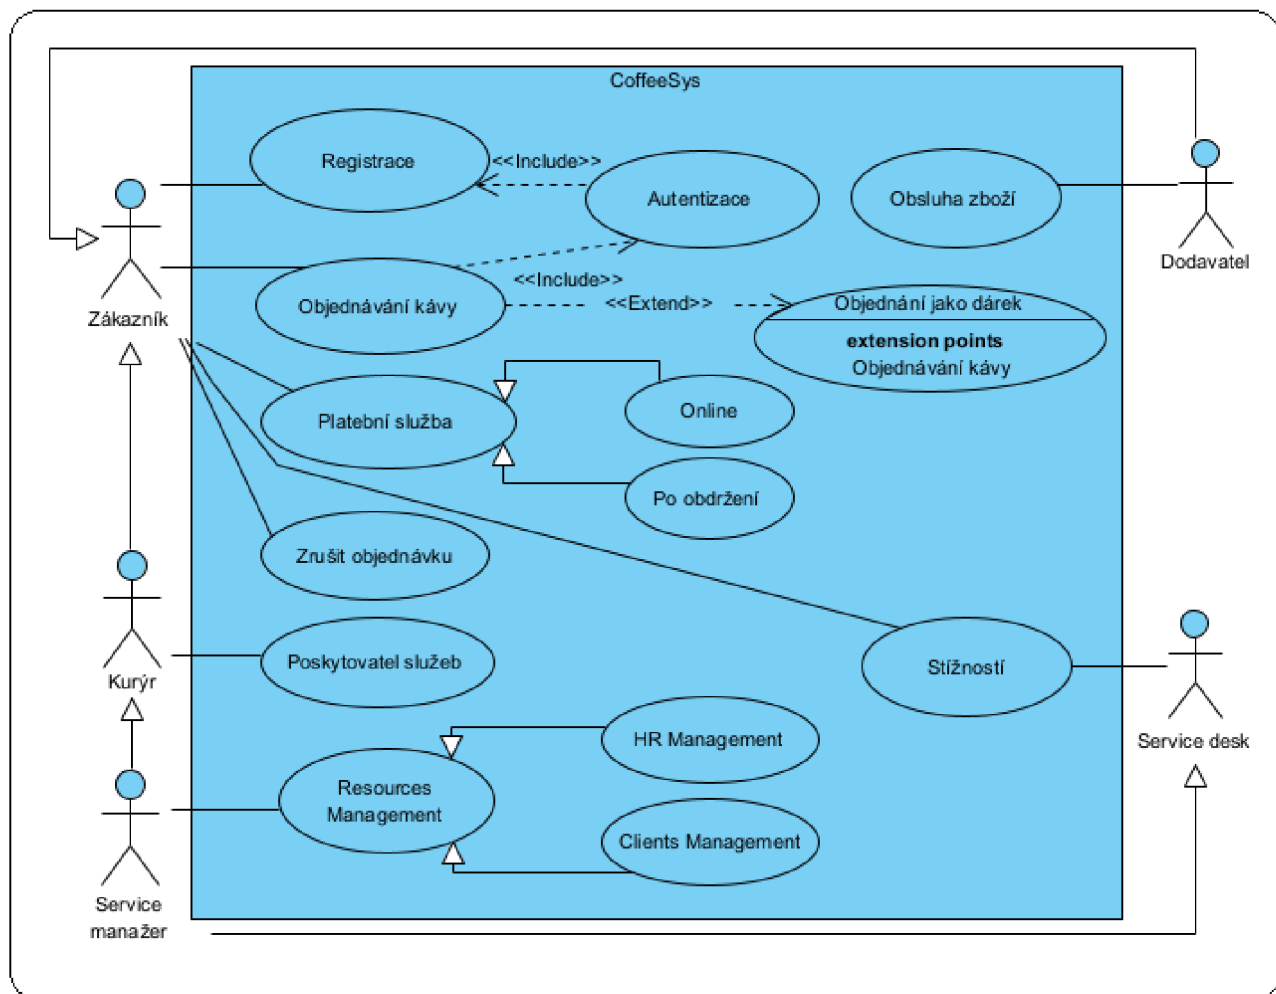 CoffeeSys
Registrace
<<Include>>
Autentizace
Obsluha zboží
Dodavatel
Zákazník
Objednávání kávy
<<Include>>
<<Extend>>
Objednání jako dárek
extension points
Objednávání kávy
Platební služba
Online
Po obdržení
Zrušit objednávku
Kurýr
Poskytovatel služeb
Stížností
Service desk
HR Management
Resources
Management
Clients Management
Service
manažer